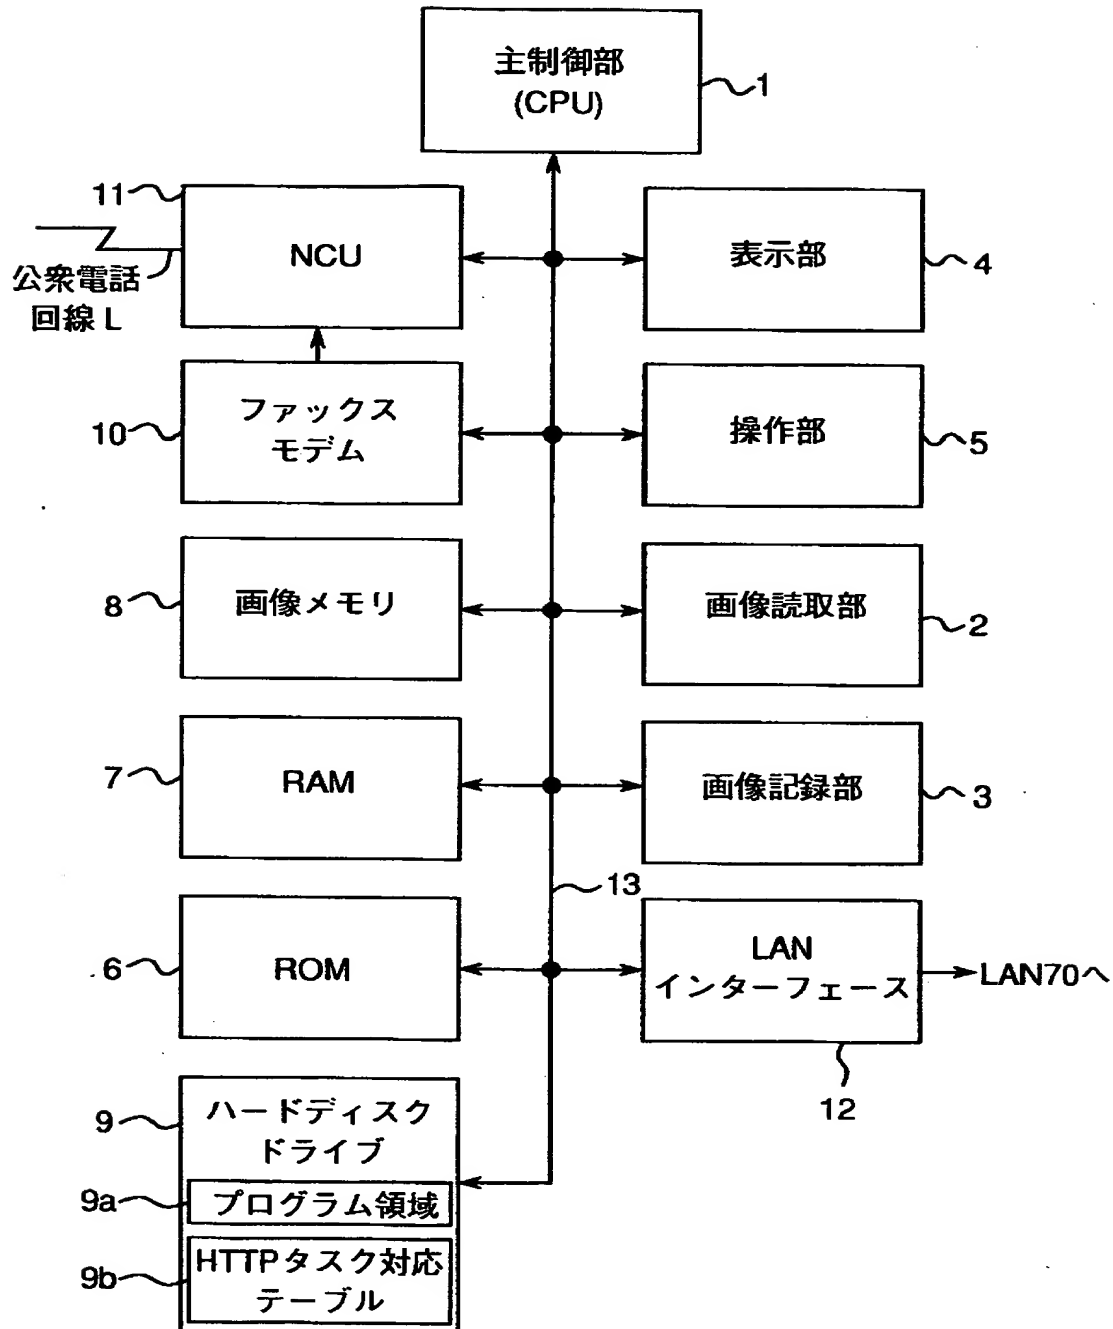 主制御部
(CPU)
1
11
NCU
公衆電話
回線 L
表示部
4
10
ファックス
モデム
操作部
5
8
画像メモリ
画像読取部
2
7
RAM
画像記録部
3
13
6
ROM
LAN
インターフェース
LAN70へ
12
9
ハードディスク
ドライブ
9a
プログラム領域
9b
HTTPタスク対応
テーブル